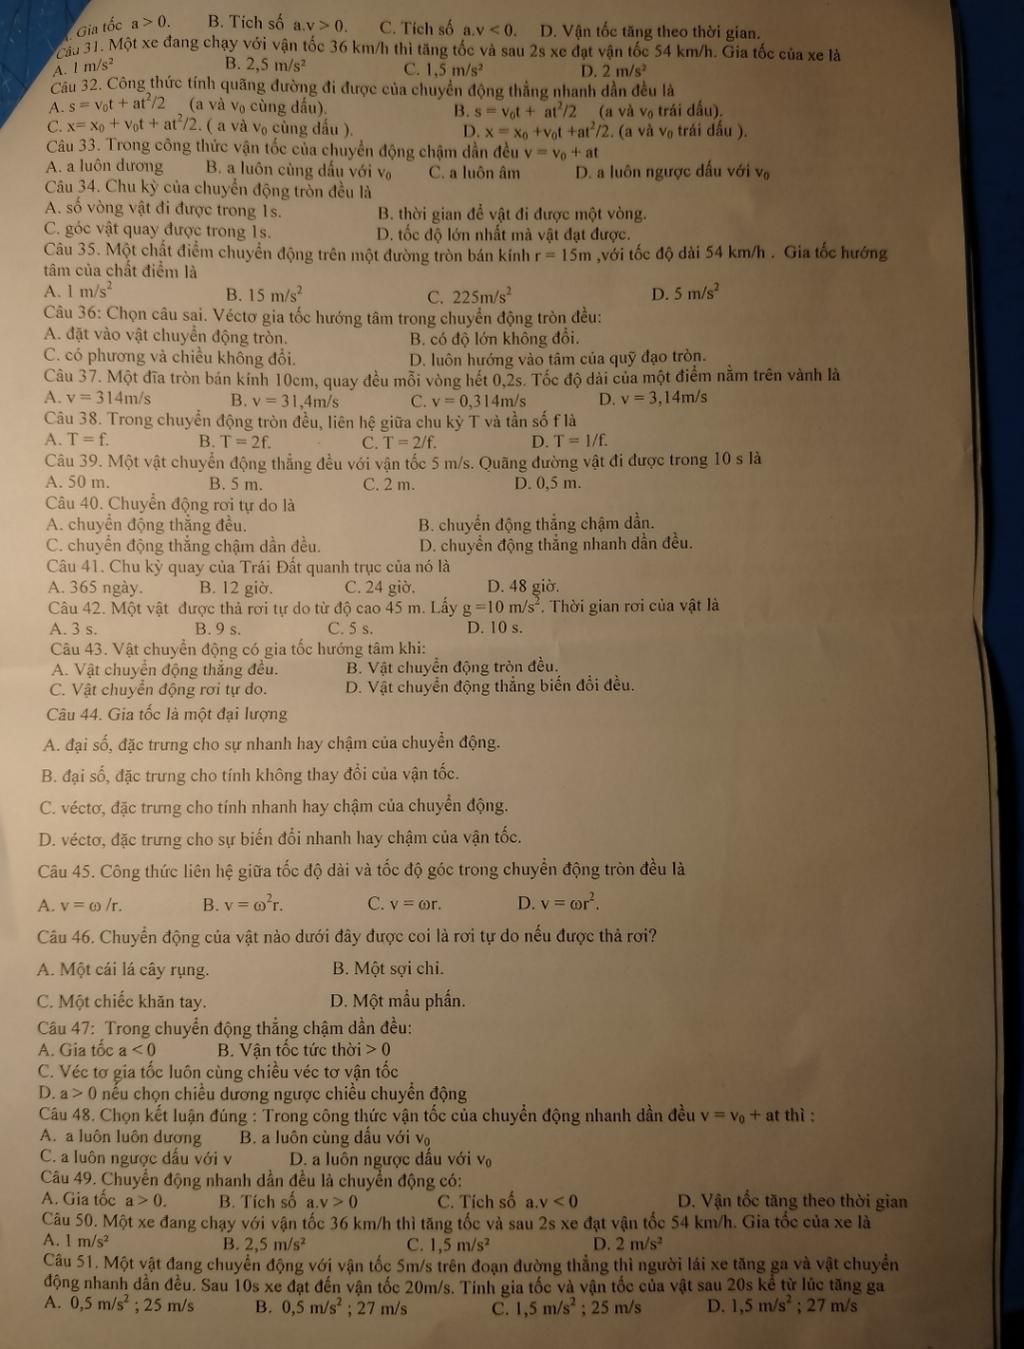 Gia tốc a > 0. B. Tích số a.v > 0. C. Tích số a.v < 0. D. Vận tốc tăng theo thời gian.
Câu 31. Một xe đang chạy với vận tốc 36 km/h thì tăng tốc và sau 2s xe đạt vận tốc 54 km/h. Gia tốc của xe là
A. 1 m/s² B. 2,5 m/s² C. 1,5 m/s² D. 2 m/s²
Câu 32. Công thức tính quãng đường đi được của chuyển động thẳng nhanh dần đều là
A. s = v₀t + at²/2 (a và v₀ cùng dấu). B. s = v₀t + at²/2 (a và v₀ trái dấu).
C. x= x₀ + v₀t + at²/2. ( a và v₀ cùng dấu ). D. x = x₀ +v₀t +at²/2. (a và v₀ trái dấu ).
Câu 33. Trong công thức vận tốc của chuyển động chậm dần đều v = v₀ + at
A. a luôn dương B. a luôn cùng dấu với v₀ C. a luôn âm D. a luôn ngược dấu với v₀
Câu 34. Chu kỳ của chuyển động tròn đều là
A. số vòng vật đi được trong 1s. B. thời gian để vật đi được một vòng.
C. góc vật quay được trong 1s. D. tốc độ lớn nhất mà vật đạt được.
Câu 35. Một chất điểm chuyển động trên một đường tròn bán kính r = 15m ,với tốc độ dài 54 km/h . Gia tốc hướng
tâm của chất điểm là
A. 1 m/s² B. 15 m/s² C. 225m/s² D. 5 m/s²
Câu 36: Chọn câu sai. Véctơ gia tốc hướng tâm trong chuyển động tròn đều:
A. đặt vào vật chuyển động tròn. B. có độ lớn không đổi.
C. có phương và chiều không đổi. D. luôn hướng vào tâm của quỹ đạo tròn.
Câu 37. Một đĩa tròn bán kính 10cm, quay đều mỗi vòng hết 0,2s. Tốc độ dài của một điểm nằm trên vành là
A. v = 314m/s B. v = 31,4m/s C. v = 0,314m/s D. v = 3,14m/s
Câu 38. Trong chuyển động tròn đều, liên hệ giữa chu kỳ T và tần số f là
A. T = f. B. T = 2f. C. T = 2/f. D. T = 1/f.
Câu 39. Một vật chuyển động thẳng đều với vận tốc 5 m/s. Quãng đường vật đi được trong 10 s là
A. 50 m. B. 5 m. C. 2 m. D. 0,5 m.
Câu 40. Chuyển động rơi tự do là
A. chuyển động thẳng đều. B. chuyển động thẳng chậm dần.
C. chuyển động thẳng chậm dần đều. D. chuyển động thẳng nhanh dần đều.
Câu 41. Chu kỳ quay của Trái Đất quanh trục của nó là
A. 365 ngày. B. 12 giờ. C. 24 giờ. D. 48 giờ.
Câu 42. Một vật được thả rơi tự do từ độ cao 45 m. Lấy g =10 m/s². Thời gian rơi của vật là
A. 3 s. B. 9 s. C. 5 s. D. 10 s.
Câu 43. Vật chuyển động có gia tốc hướng tâm khi:
A. Vật chuyển động thẳng đều. B. Vật chuyển động tròn đều.
C. Vật chuyển động rơi tự do. D. Vật chuyển động thẳng biến đổi đều.
Câu 44. Gia tốc là một đại lượng
A. đại số, đặc trưng cho sự nhanh hay chậm của chuyển động.
B. đại số, đặc trưng cho tính không thay đổi của vận tốc.
C. véctơ, đặc trưng cho tính nhanh hay chậm của chuyển động.
D. véctơ, đặc trưng cho sự biến đổi nhanh hay chậm của vận tốc.
Câu 45. Công thức liên hệ giữa tốc độ dài và tốc độ góc trong chuyển động tròn đều là
A. v = ω /r. B. v = ω²r. C. v = ωr. D. v = ωr².
Câu 46. Chuyển động của vật nào dưới đây được coi là rơi tự do nếu được thả rơi?
A. Một cái lá cây rụng. B. Một sợi chỉ.
C. Một chiếc khăn tay. D. Một mẩu phấn.
Câu 47: Trong chuyển động thẳng chậm dần đều:
A. Gia tốc a < 0 B. Vận tốc tức thời > 0
C. Véc tơ gia tốc luôn cùng chiều véc tơ vận tốc
D. a > 0 nếu chọn chiều dương ngược chiều chuyển động
Câu 48. Chọn kết luận đúng : Trong công thức vận tốc của chuyển động nhanh dần đều v = v₀ + at thì :
A. a luôn luôn dương B. a luôn cùng dấu với v₀
C. a luôn ngược dấu với v D. a luôn ngược dấu với v₀
Câu 49. Chuyển động nhanh dần đều là chuyển động có:
A. Gia tốc a > 0. B. Tích số a.v > 0 C. Tích số a.v < 0 D. Vận tốc tăng theo thời gian
Câu 50. Một xe đang chạy với vận tốc 36 km/h thì tăng tốc và sau 2s xe đạt vận tốc 54 km/h. Gia tốc của xe là
A. 1 m/s² B. 2,5 m/s² C. 1,5 m/s² D. 2 m/s²
Câu 51. Một vật đang chuyển động với vận tốc 5m/s trên đoạn đường thẳng thì người lái xe tăng ga và vật chuyển
động nhanh dần đều. Sau 10s xe đạt đến vận tốc 20m/s. Tính gia tốc và vận tốc của vật sau 20s kể từ lúc tăng ga
A. 0,5 m/s² ; 25 m/s B. 0,5 m/s² ; 27 m/s C. 1,5 m/s² ; 25 m/s D. 1,5 m/s² ; 27 m/s